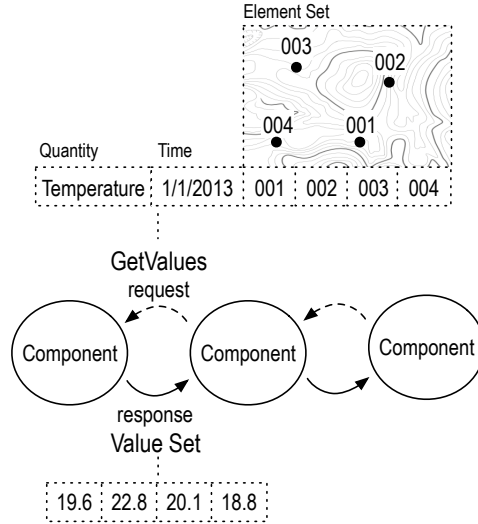 Element Set
003
002
004
001
Quantity
Time
Temperature 1/1/2013 001 002 003 004
GetValues
request
Component Component Component
response
Value Set
19.6 22.8 20.1 18.8